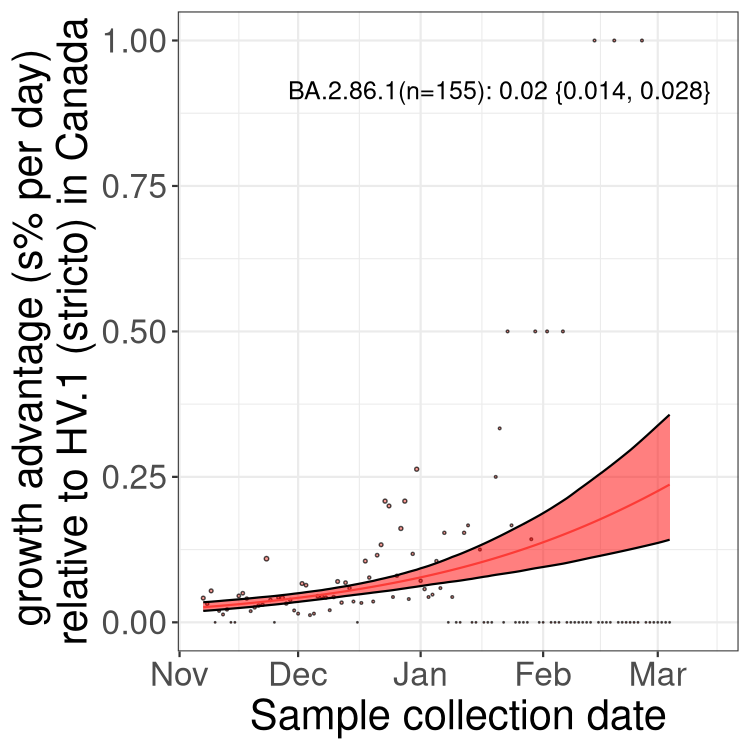 growth advantage (s% per day)
relative to HV.1 (stricto) in Canada
1.00
BA.2.86.1(n=155): 0.02 {0.014, 0.028}
0.75
0.50
0.25
0.00
Nov Dec Jan Feb Mar
Sample collection date